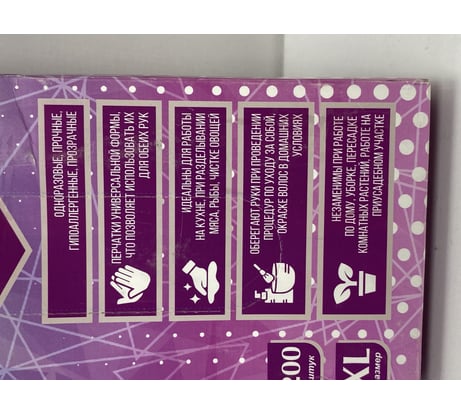 ОДНОРАЗОВЫЕ, ПРОЧНЫЕ,
ГИПОАЛЛЕРГЕННЫЕ, ПРОЗРАЧНЫЕ
ПЕРЧАТКИ УНИВЕРСАЛЬНОЙ ФОРМЫ,
ЧТО ПОЗВОЛЯЕТ ИСПОЛЬЗОВАТЬ ИХ
ДЛЯ ОБЕИХ РУК
ИДЕАЛЬНЫ ДЛЯ РАБОТЫ
НА КУХНЕ, ПРИ РАЗДЕЛЫВАНИИ
МЯСА, РЫБЫ, ЧИСТКЕ ОВОЩЕЙ
ОБЕРЕГАЮТ РУКИ ПРИ ПРОВЕДЕНИИ
ПРОЦЕДУР ПО УХОДУ ЗА СОБОЙ,
ОКРАСКЕ ВОЛОС В ДОМАШНИХ
УСЛОВИЯХ
НЕЗАМЕНИМЫ ПРИ РАБОТЕ
ПО ДОМУ, УБОРКЕ, ПЕРЕСАДКЕ
КОМНАТНЫХ РАСТЕНИЙ, РАБОТЕ НА
ПРИУСАДЕБНОМ УЧАСТКЕ
200
штук
XL
размер